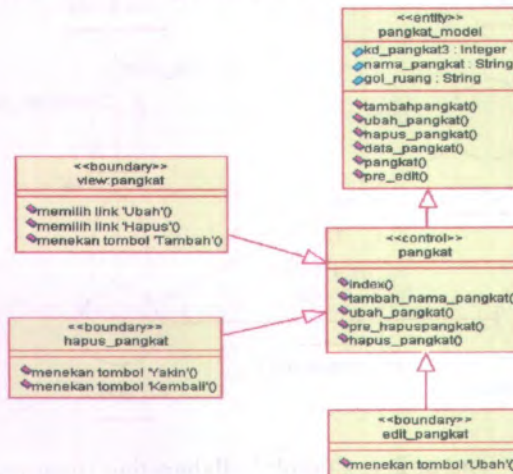 <<entity>>
pangkat_model
kd_pangkat3 : Integer
nama_pangkat : String
gol_ruang : String
tambahpangkat()
ubah_pangkat()
hapus_pangkat()
data_pangkat()
pangkat()
pre_edit()
<<boundary>>
view:pangkat
memilih link 'Ubah'()
memilih link 'Hapus'()
menekan tombol 'Tambah'()
<<control>>
pangkat
index()
tambah_nama_pangkat()
ubah_pangkat()
pre_hapuspangkat()
hapus_pangkat()
<<boundary>>
hapus_pangkat
menekan tombol 'Yakin'()
menekan tombol 'Kembali'()
<<boundary>>
edit_pangkat
menekan tombol 'Ubah'()